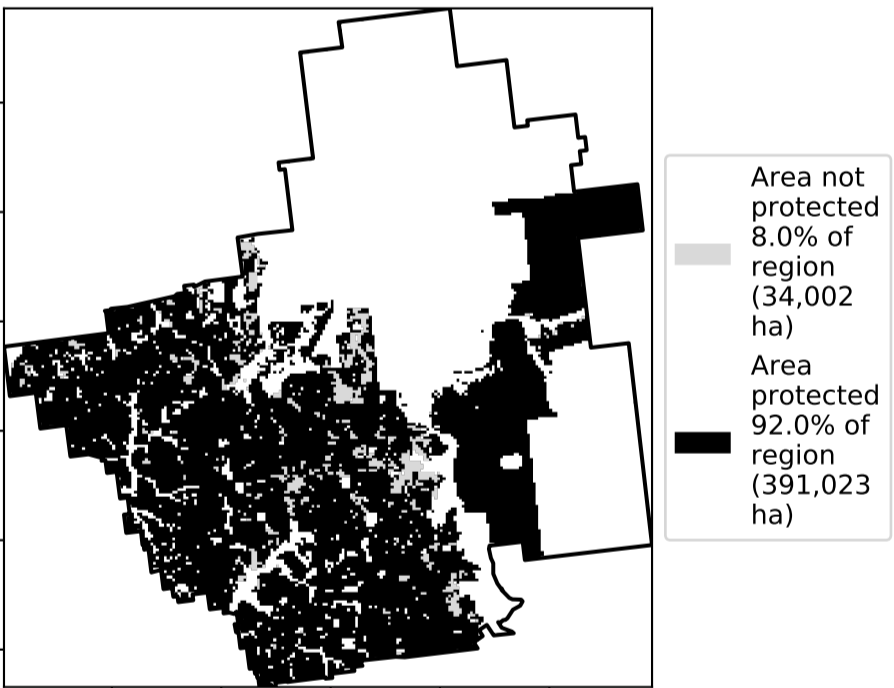 Area not
protected
8.0% of
region
(34,002
ha)
Area
protected
92.0% of
region
(391,023
ha)